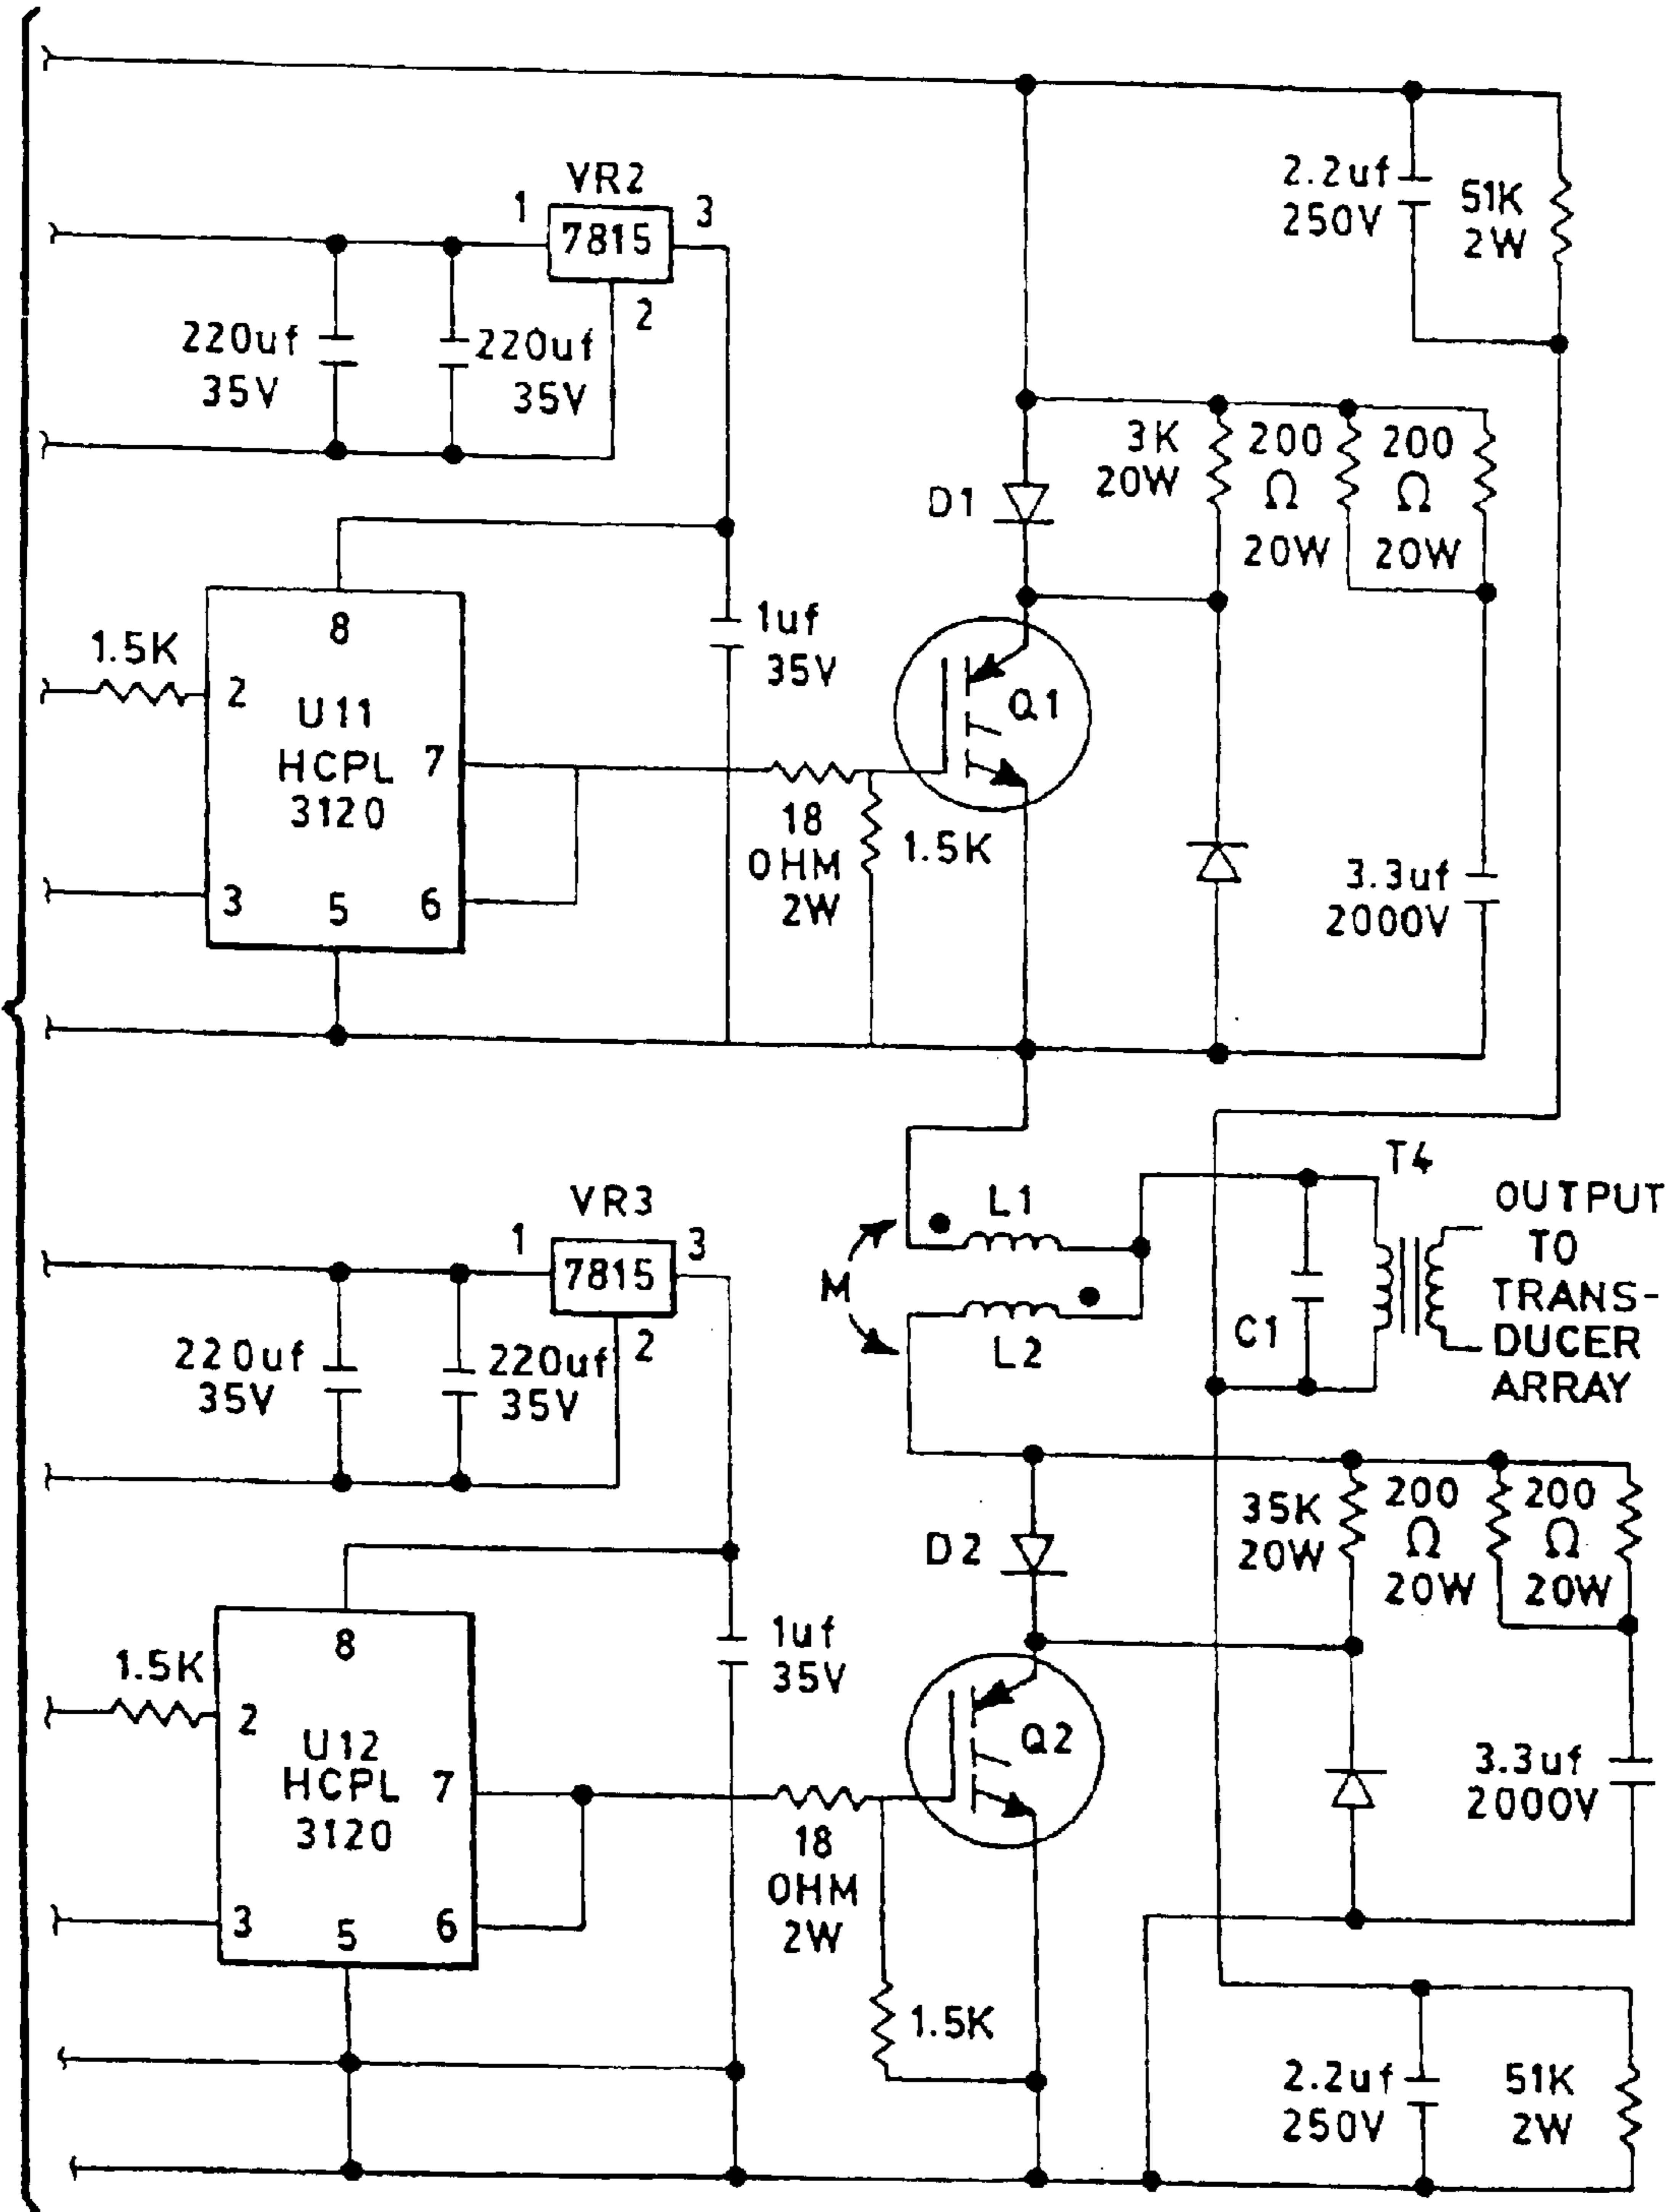 VR2
1
7815
3
2
220uf
35V
220uf
35V
2.2uf
250V
51K
2W
D1
3K
20W
200
Ω
20W
200
Ω
20W
1.5K
8
2
U11
HCPL
3120
7
3
5
6
1uf
35V
Q1
18
OHM
2W
1.5K
3.3uf
2000V
VR3
1
7815
3
2
220uf
35V
220uf
35V
M
L1
L2
C1
T4
OUTPUT
TO
TRANS-
DUCER
ARRAY
D2
35K
20W
200
Ω
20W
200
Ω
20W
1.5K
8
2
U12
HCPL
3120
7
3
5
6
1uf
35V
Q2
18
OHM
2W
1.5K
3.3uf
2000V
2.2uf
250V
51K
2W